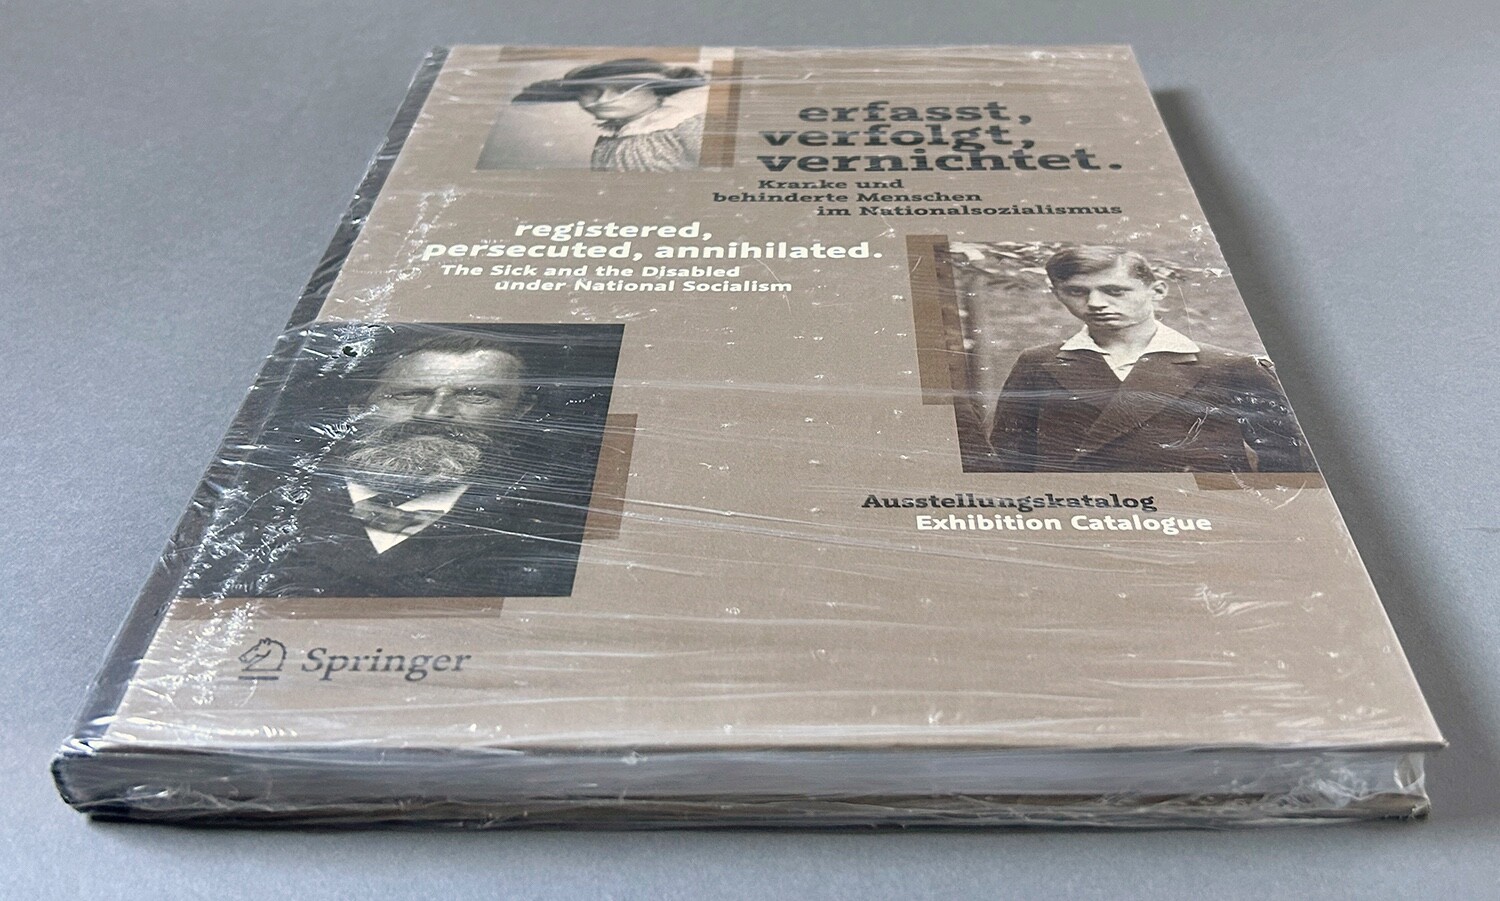 erfasst,
verfolgt,
vernichtet.
Kranke und
behinderte Menschen
im Nationalsozialismus
registered,
persecuted, annihilated.
The Sick and the Disabled
under National Socialism
Ausstellungskatalog
Exhibition Catalogue
Springer